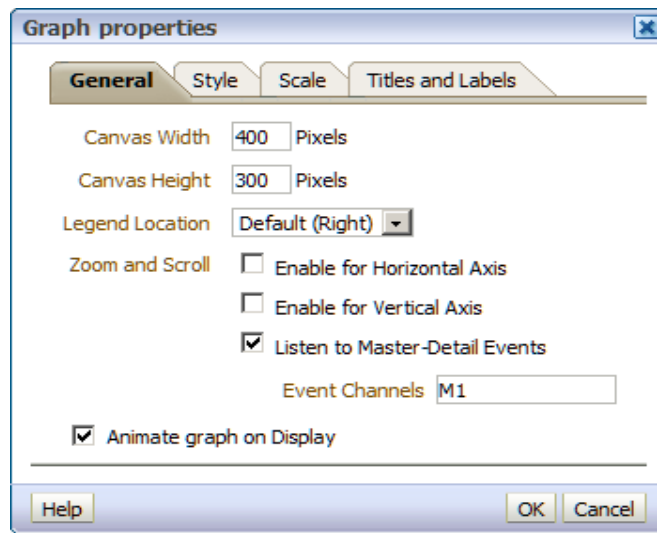 Graph properties
General Style Scale Titles and Labels
Canvas Width 400 Pixels
Canvas Height 300 Pixels
Legend Location Default (Right)
Zoom and Scroll Enable for Horizontal Axis
Enable for Vertical Axis
Listen to Master-Detail Events
Event Channels M1
Animate graph on Display
Help OK Cancel